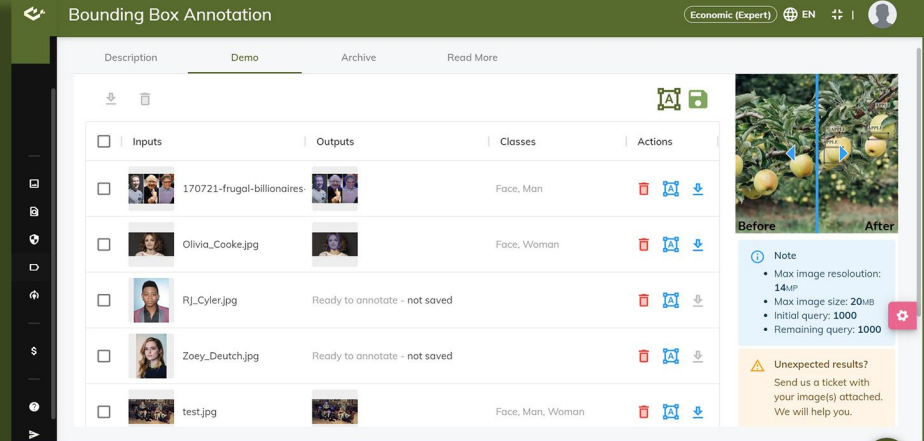 Bounding Box Annotation
Economic (Expert)
EN
Description
Demo
Archive
Read More
Inputs
Outputs
Classes
Actions
170721-frugal-billionaires-
Face, Man
Olivia_Cooke.jpg
Face, Woman
RJ_Cyler.jpg
Ready to annotate - not saved
Zoey_Deutch.jpg
Ready to annotate - not saved
test.jpg
Face, Man, Woman
APPLE
APPLE
Before
After
Note
Max image resoloution:
14MP
Max image size: 20MB
Initial query: 1000
Remaining query: 1000
Unexpected results?
Send us a ticket with
your image(s) attached.
We will help you.